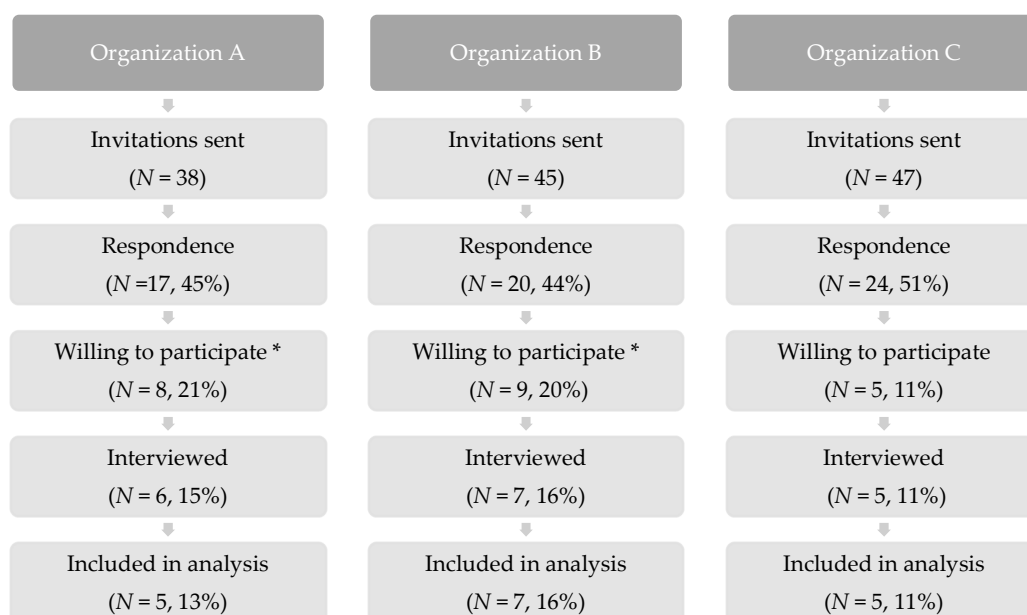 Organization A
Invitations sent
(N = 38)
Respondence
(N =17, 45%)
Willing to participate *
(N = 8, 21%)
Interviewed
(N = 6, 15%)
Included in analysis
(N = 5, 13%)
Organization B
Invitations sent
(N = 45)
Respondence
(N = 20, 44%)
Willing to participate *
(N = 9, 20%)
Interviewed
(N = 7, 16%)
Included in analysis
(N = 7, 16%)
Organization C
Invitations sent
(N = 47)
Respondence
(N = 24, 51%)
Willing to participate
(N = 5, 11%)
Interviewed
(N = 5, 11%)
Included in analysis
(N = 5, 11%)